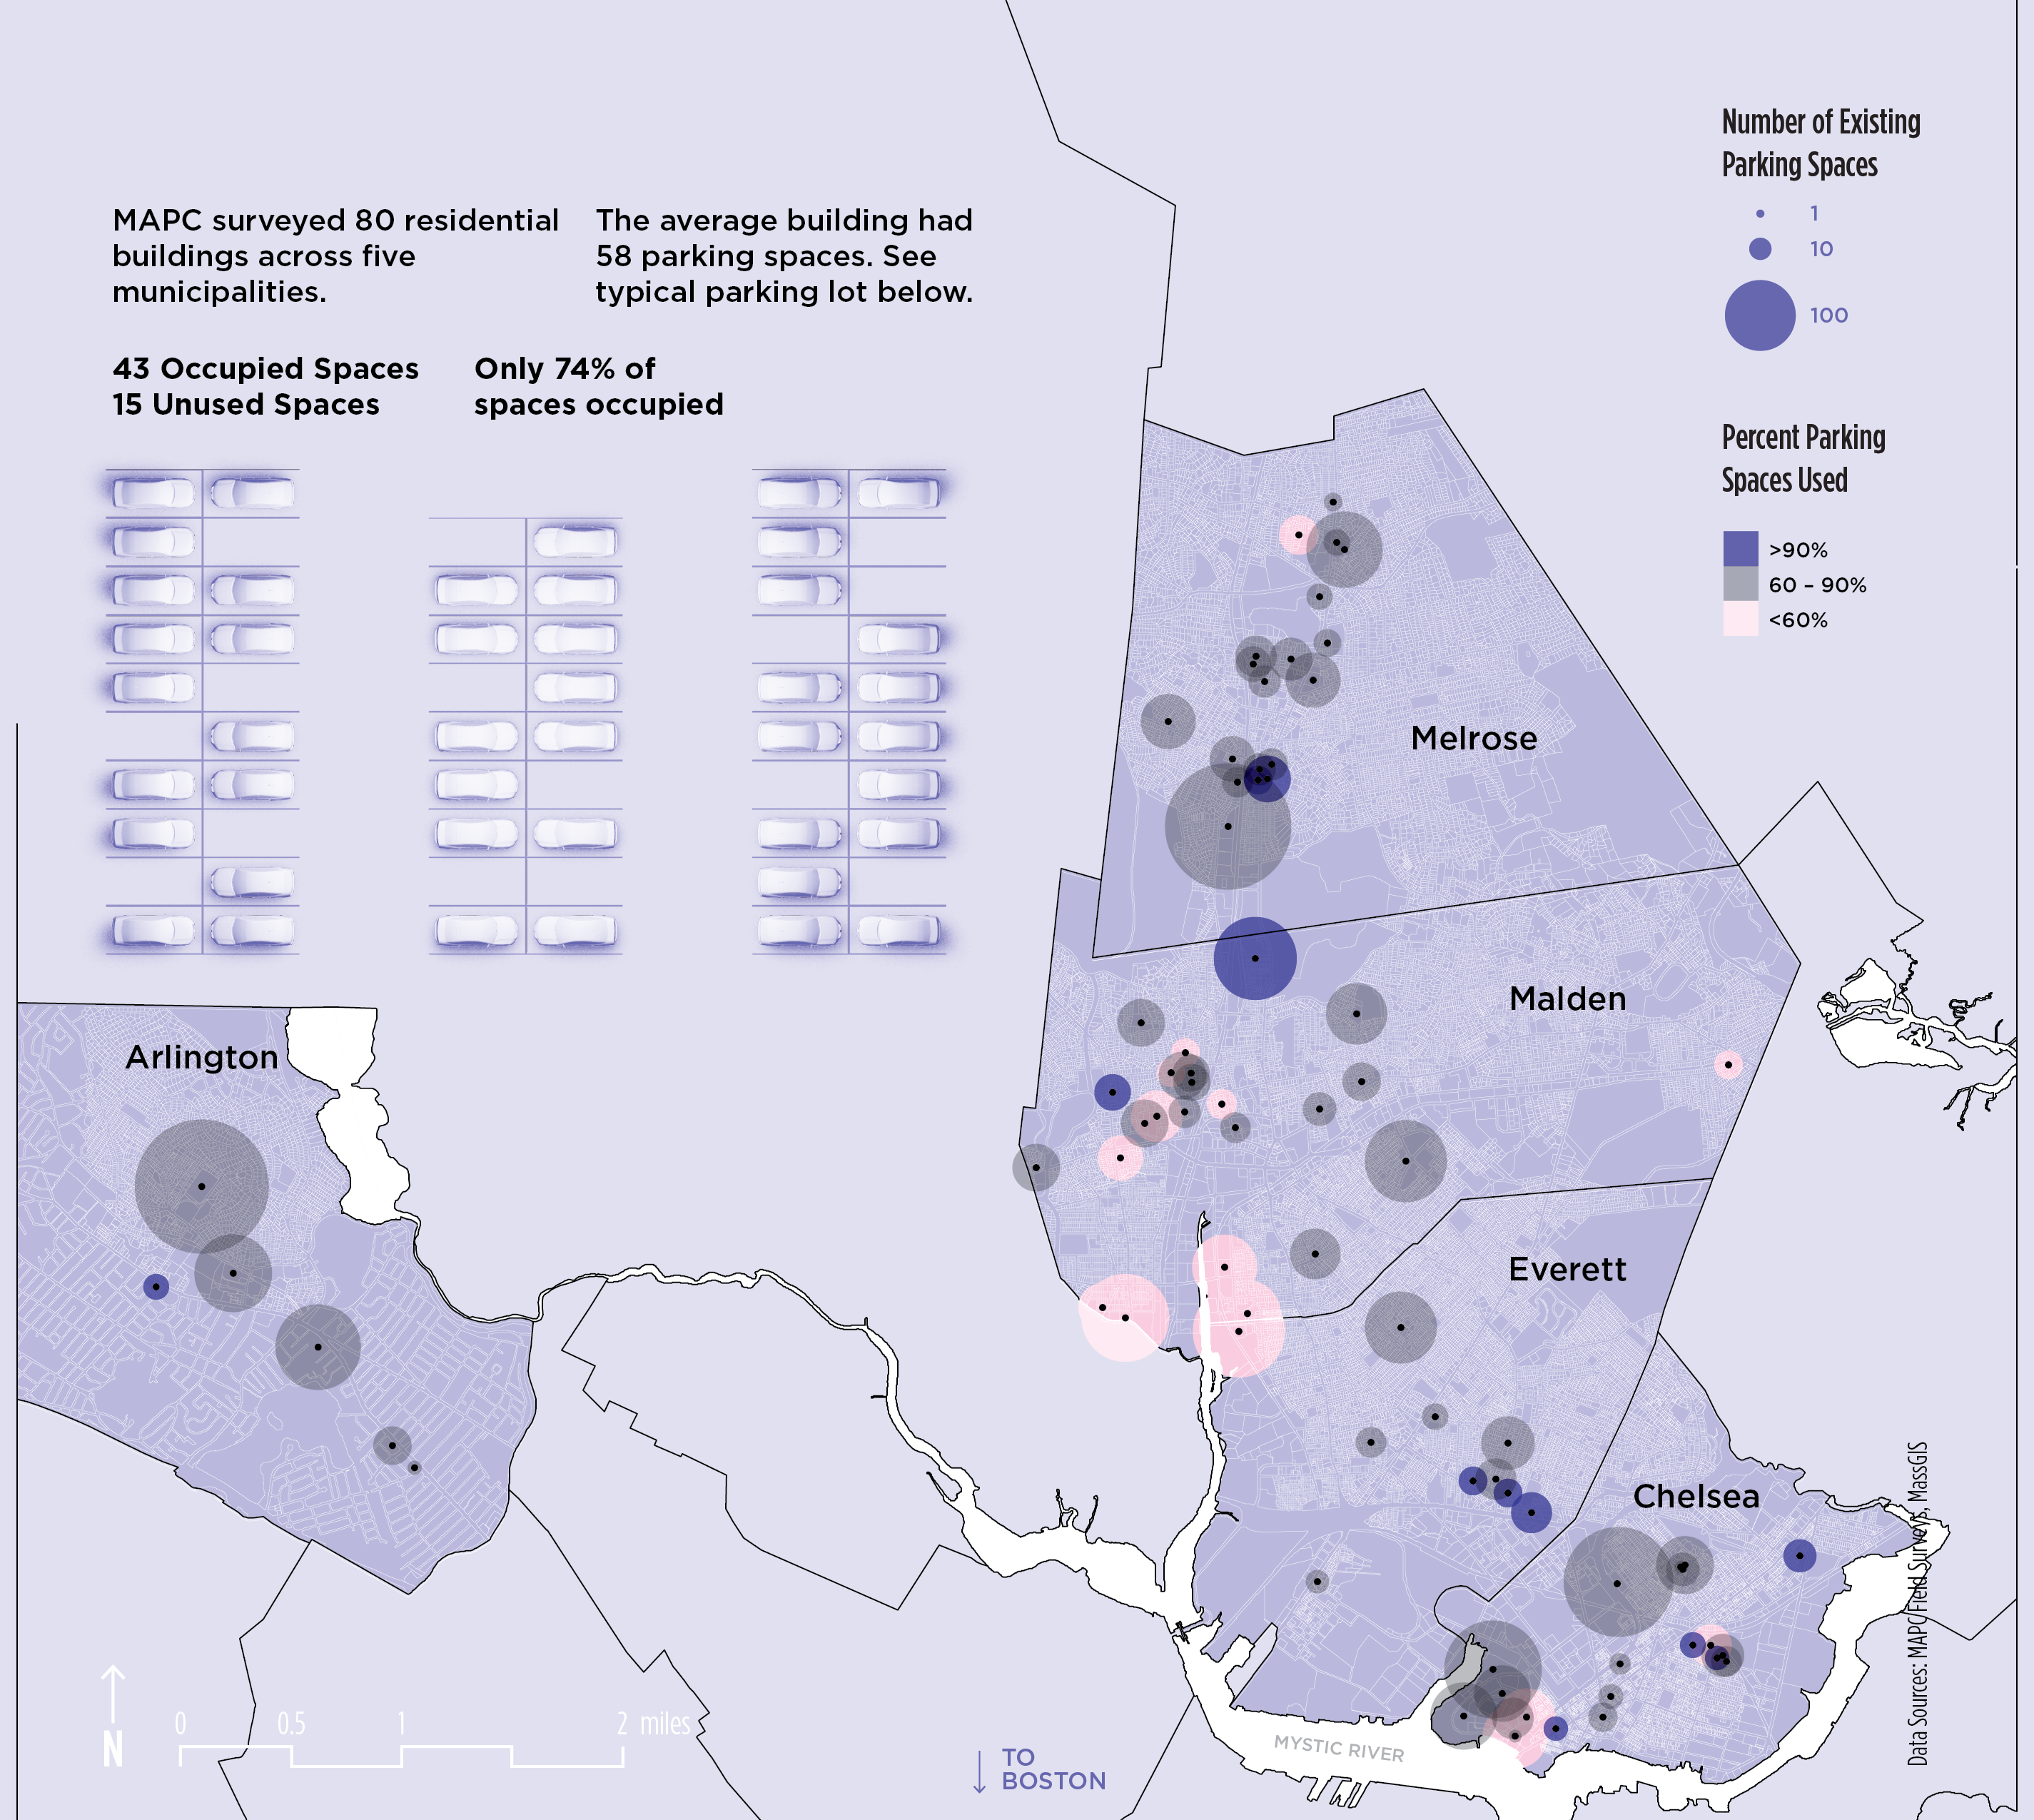 MAPC surveyed 80 residential
buildings across five
municipalities.
The average building had
58 parking spaces. See
typical parking lot below.
43 Occupied Spaces
15 Unused Spaces
Only 74% of
spaces occupied
Number of Existing
Parking Spaces
1
10
100
Percent Parking
Spaces Used
>90%
60 – 90%
<60%
Melrose
Malden
Arlington
Everett
Chelsea
MYSTIC RIVER
TO
BOSTON
N
0 0.5 1 2 miles
Data Sources: MAPC Field Surveys, MassGIS